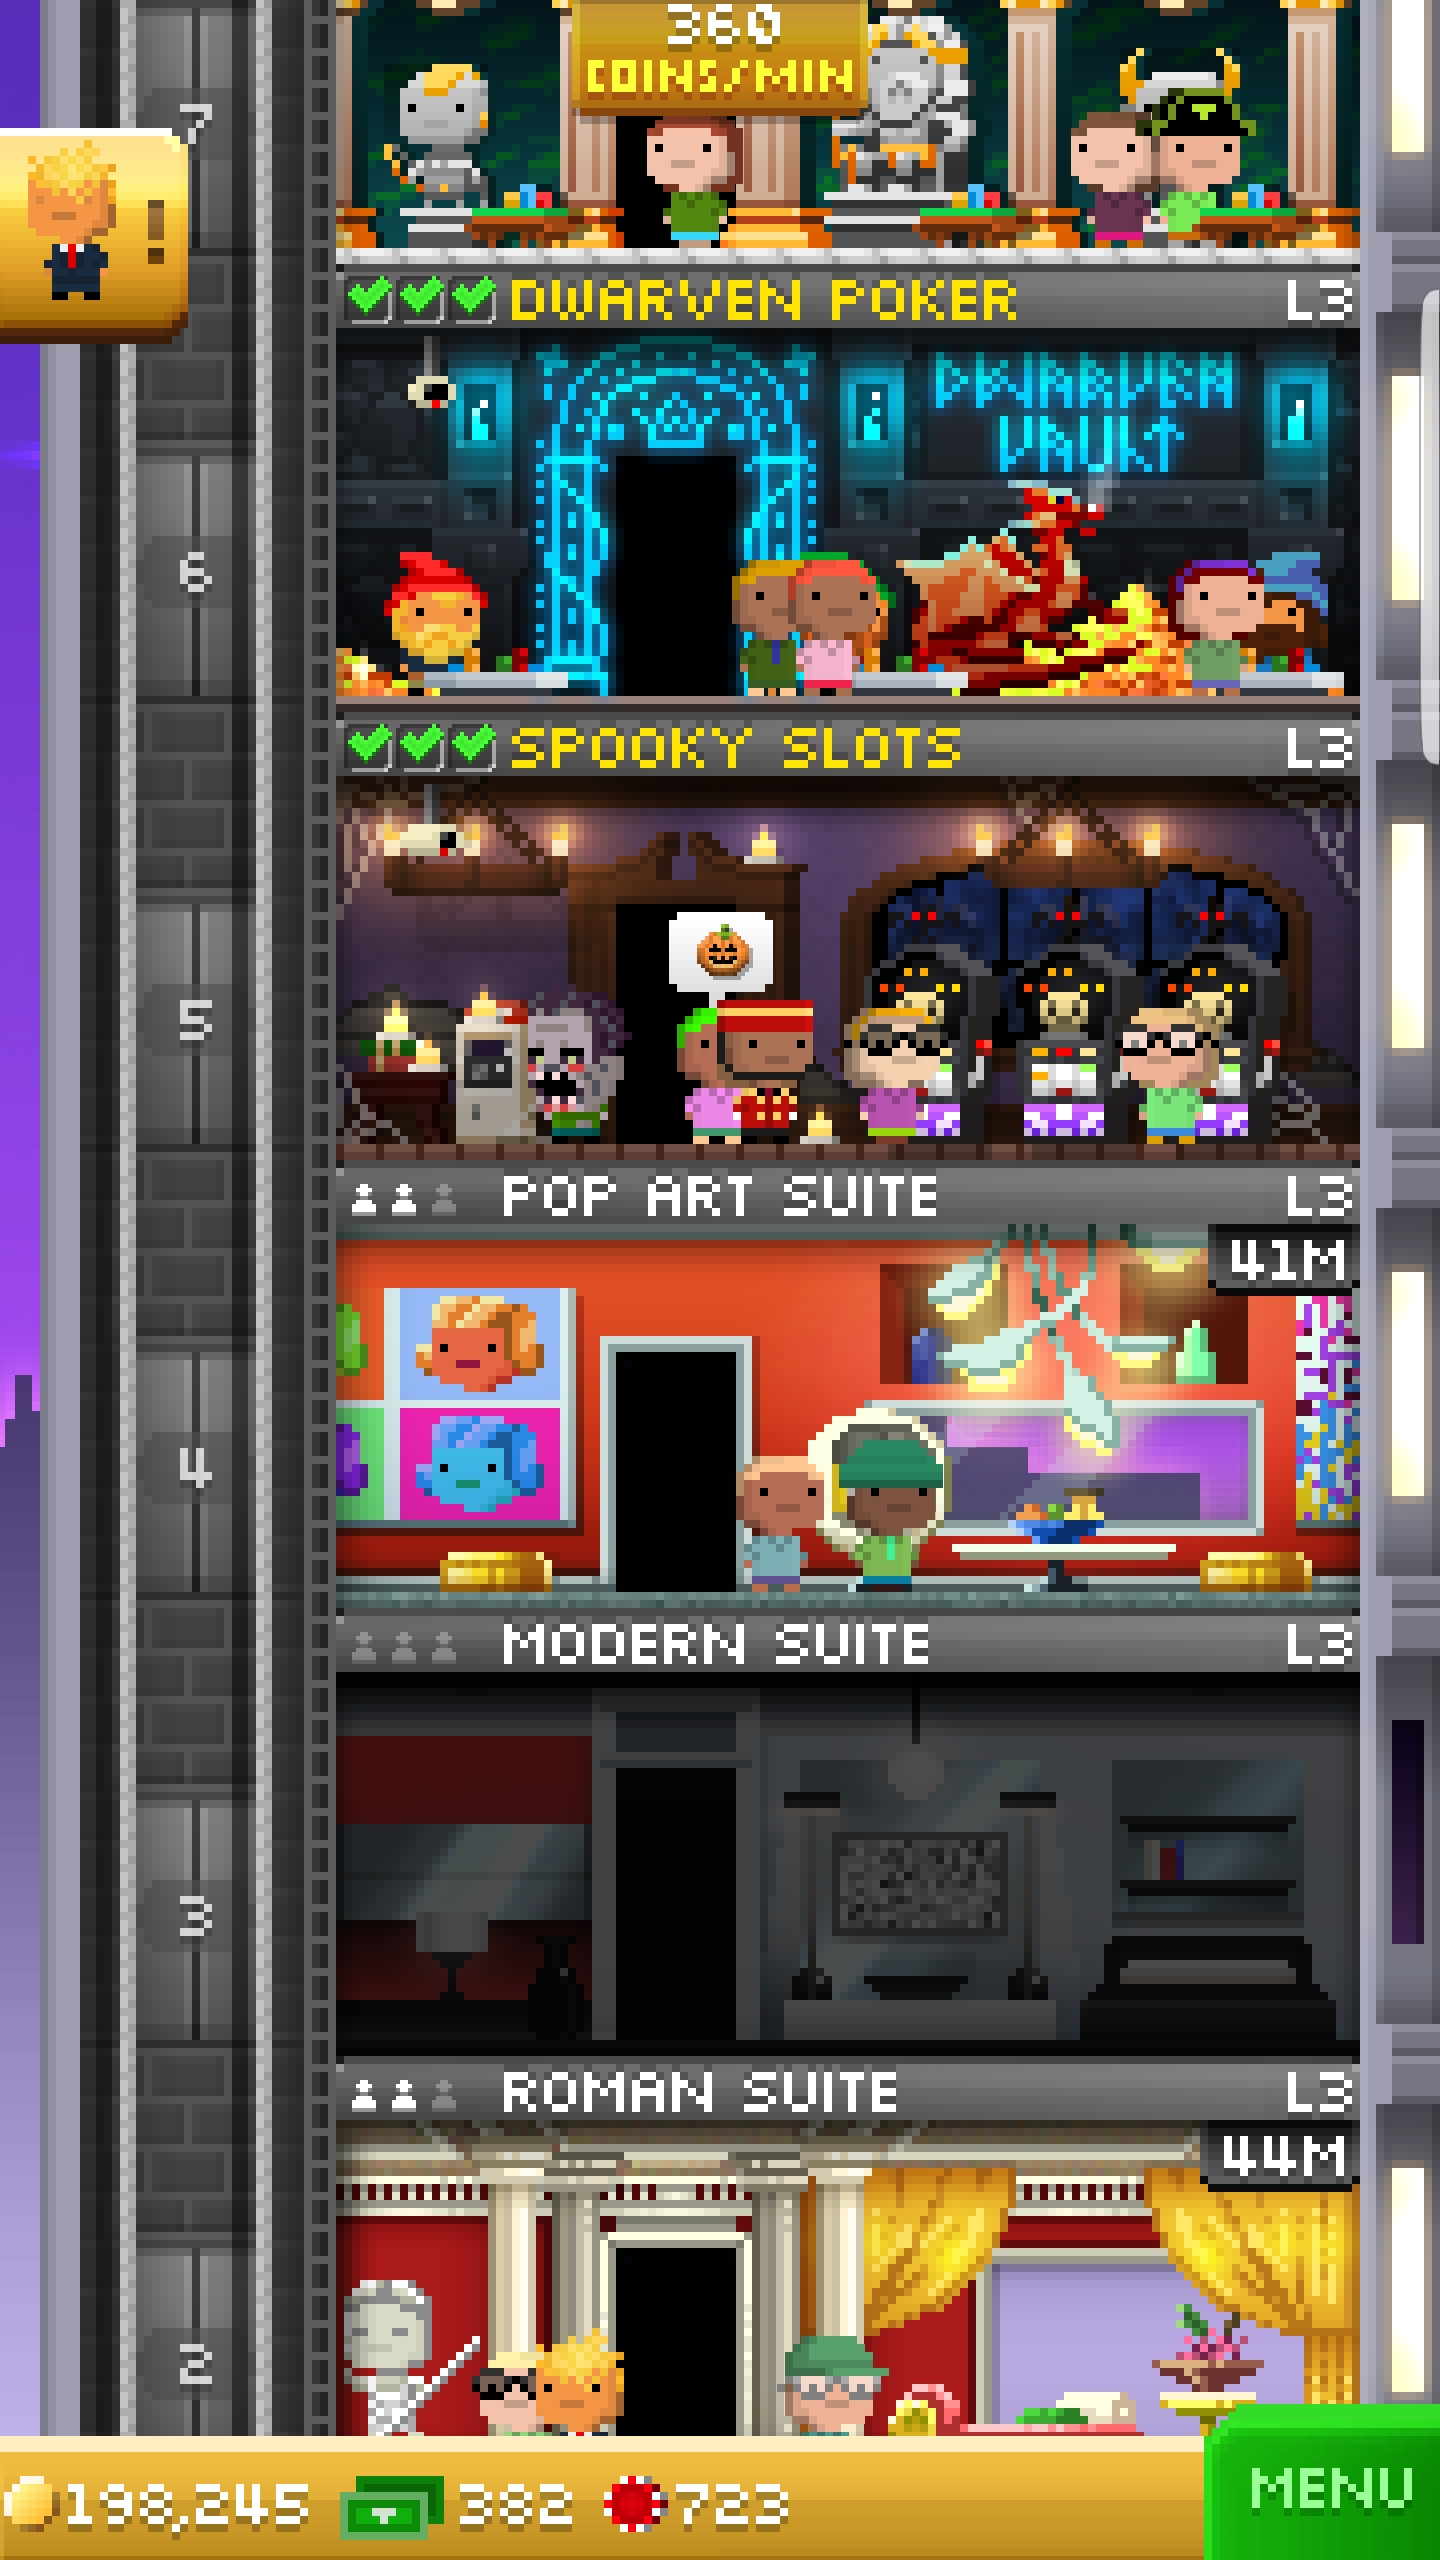 360
COINS/MIN
7
!
DWARVEN POKER L3
DWARVEN
VAULT
6
SPOOKY SLOTS L3
5
POP ART SUITE L3
41M
4
MODERN SUITE L3
3
ROMAN SUITE L3
44M
2
198,245 382 723 MENU